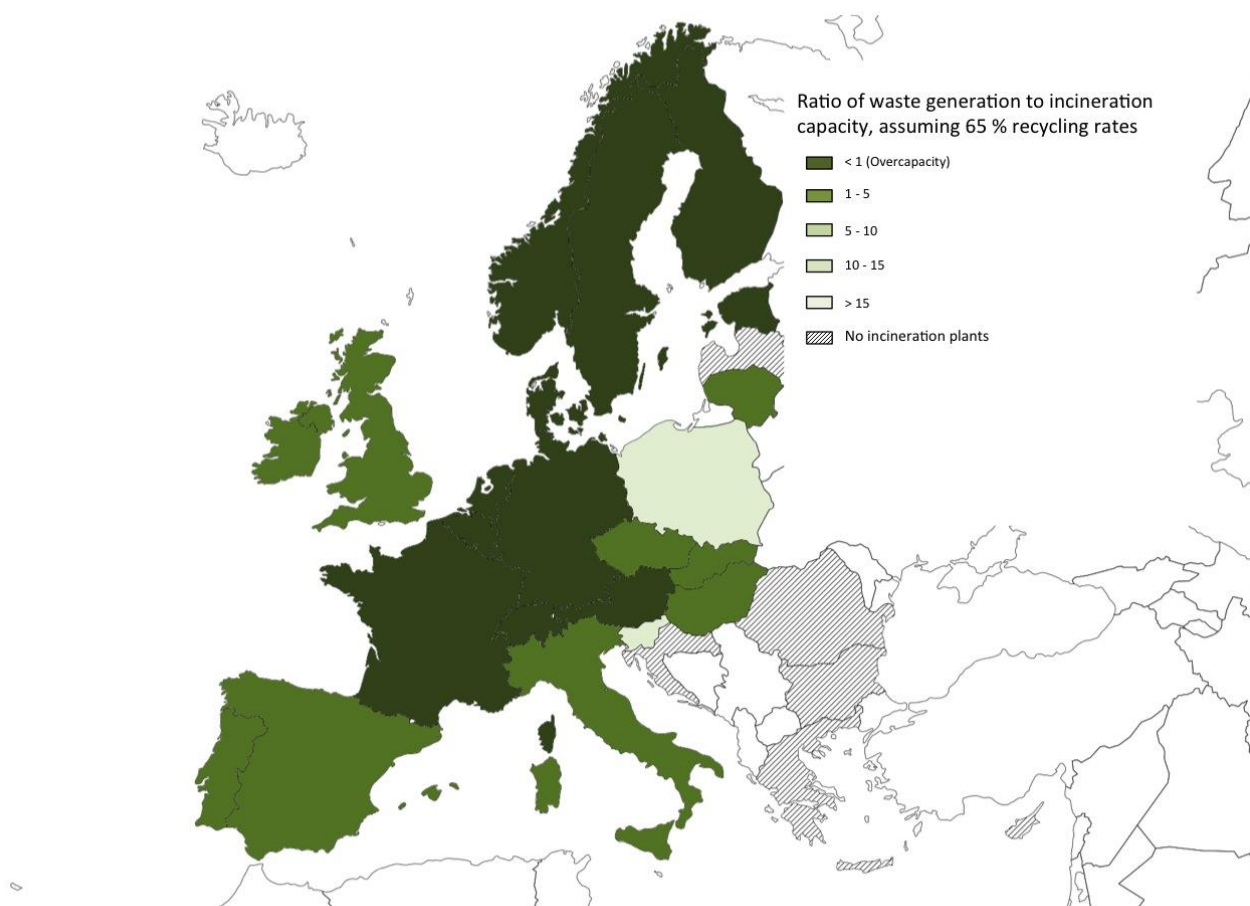 Ratio of waste generation to incineration
capacity, assuming 65 % recycling rates
< 1 (Overcapacity)
1 - 5
5 - 10
10 - 15
> 15
No incineration plants